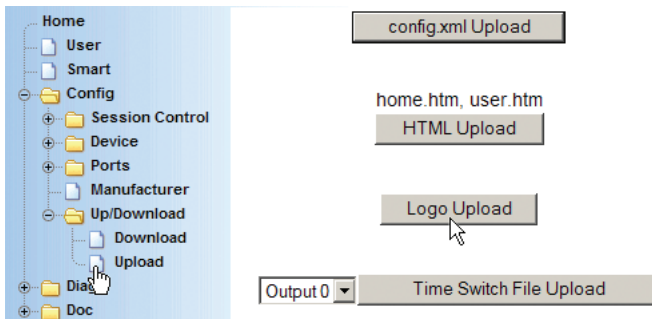 Home
User
Smart
Config
Session Control
Device
Ports
Manufacturer
Up/Download
Download
Upload
Doc
config.xml Upload
home.htm, user.htm
HTML Upload
Logo Upload
Output 0
Time Switch File Upload